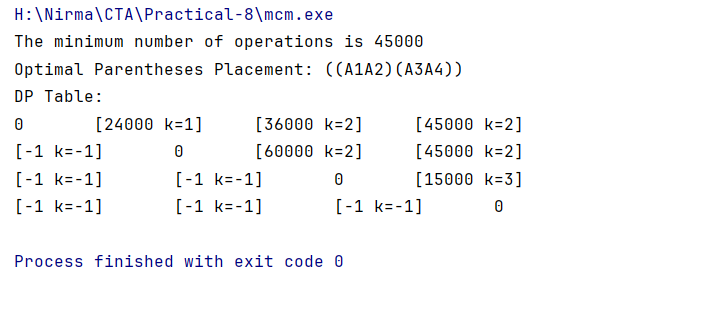 H:\Nirma\CTA\Practical-8\mcm.exe
The minimum number of operations is 45000
Optimal Parentheses Placement: ((A1A2)(A3A4))
DP Table:
0       [24000 k=1]     [36000 k=2]     [45000 k=2]
[-1 k=-1]       0       [60000 k=2]     [45000 k=2]
[-1 k=-1]       [-1 k=-1]       0       [15000 k=3]
[-1 k=-1]       [-1 k=-1]       [-1 k=-1]       0
Process finished with exit code 0